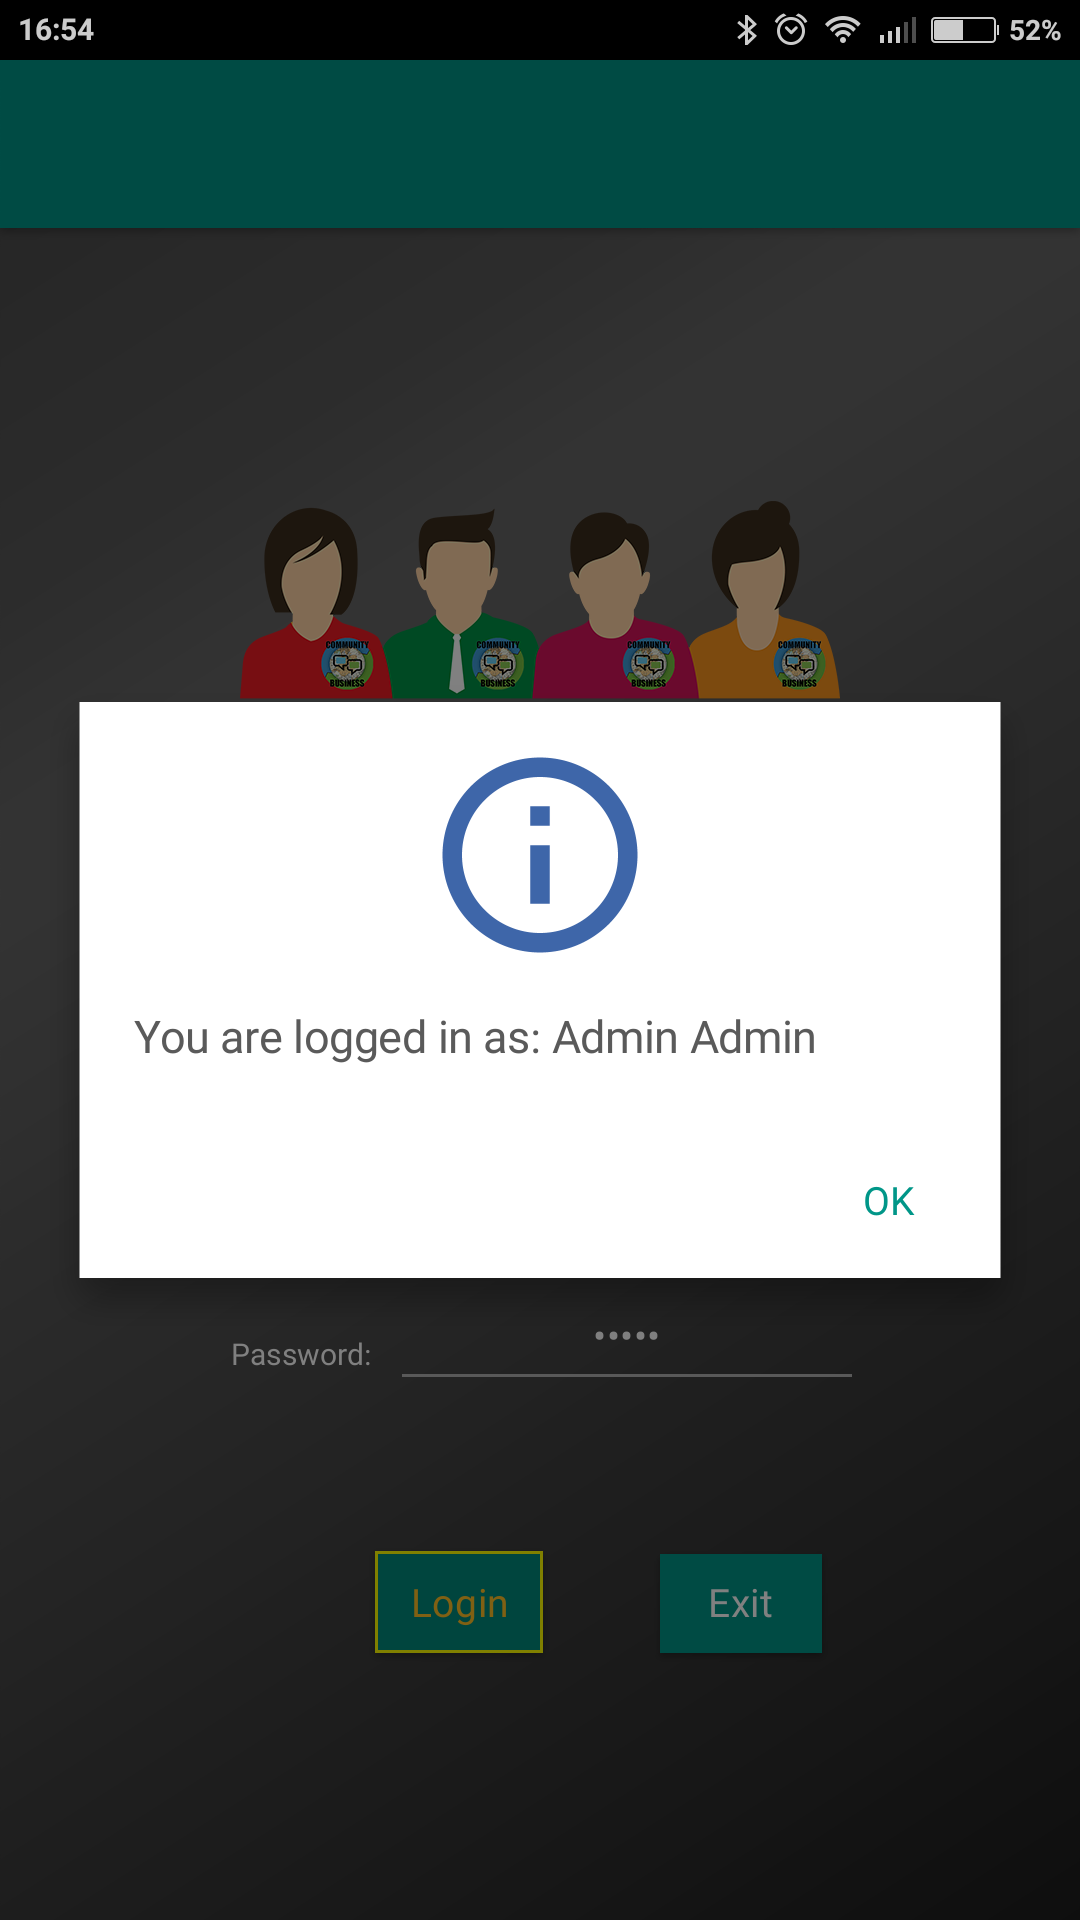 16:54 52%
COMMUNITY COMMUNITY COMMUNITY COMMUNITY
BUSINESS BUSINESS BUSINESS BUSINESS
You are logged in as: Admin Admin
OK
Password: •••••
Login Exit